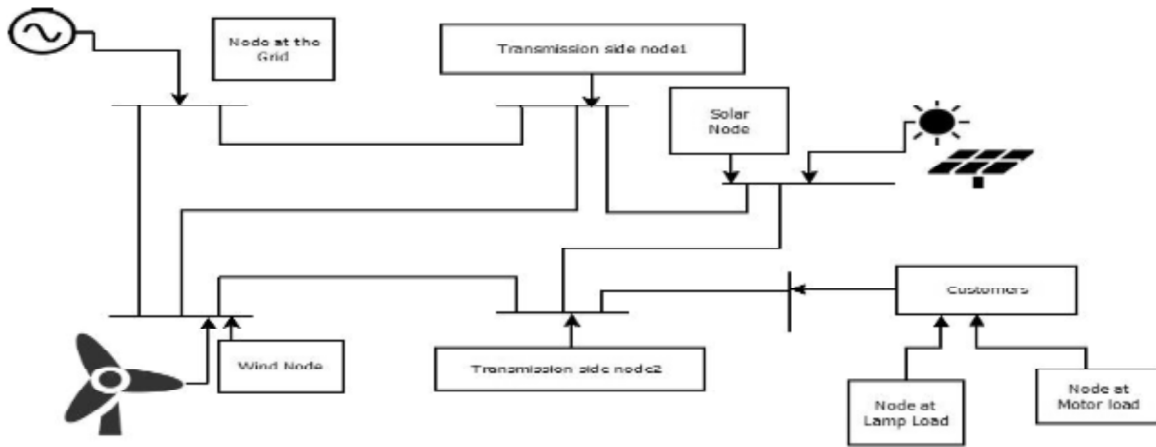 Node at the
Grid
Transmission side node1
Solar
Node
Customers
Wind Node
Transmission side node2
Node at
Lamp Load
Node at
Motor load